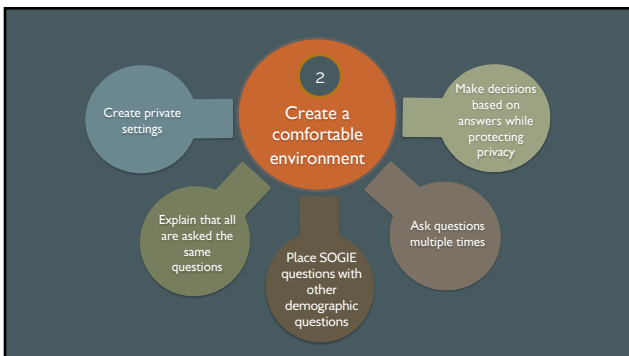 2
Create a
comfortable
environment
Create private
settings
Explain that all
are asked the
same
questions
Place SOGIE
questions with
other
demographic
questions
Ask questions
multiple times
Make decisions
based on
answers while
protecting
privacy